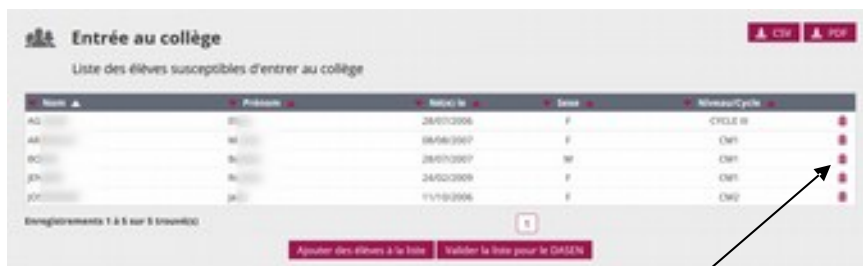 Entrée au collège
CSV PDF
Liste des élèves susceptibles d'entrer au collège
Nom Prénom Né(e) le Sexe Niveau/Cycle
AG 28/07/2006 F CYCLE III
08/08/2007 F CM1
BO 28/07/2007 M CM1
24/02/2009 F CM1
11/10/2006 F CM2
Enregistrements 1 à 5 sur 5 trouvé(s)
1
Ajouter des élèves à la liste Valider la liste pour le DASEN